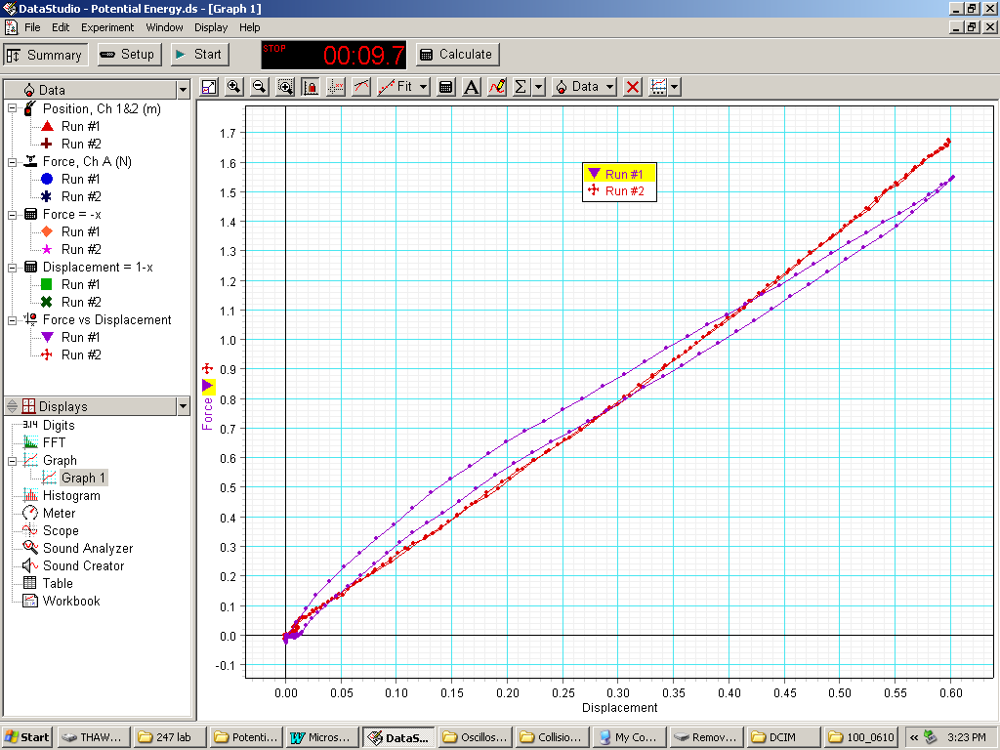 DataStudio - Potential Energy.ds - [Graph 1]
File Edit Experiment Window Display Help
Summary Setup Start STOP 00:09.7 Calculate
Data
Position, Ch 1&2 (m)
Run #1
Run #2
Force, Ch A (N)
Run #1
Run #2
Force = -x
Run #1
Run #2
Displacement = 1-x
Run #1
Run #2
Force vs Displacement
Run #1
Run #2
Displays
3.14 Digits
FFT
Graph
Graph 1
Histogram
Meter
Scope
Sound Analyzer
Sound Creator
Table
Workbook
Fit A Σ Data
Run #1
Run #2
Force
1.7
1.6
1.5
1.4
1.3
1.2
1.1
1.0
0.9
0.8
0.7
0.6
0.5
0.4
0.3
0.2
0.1
0.0
-0.1
0.00 0.05 0.10 0.15 0.20 0.25 0.30 0.35 0.40 0.45 0.50 0.55 0.60
Displacement
Start THAW... 247 lab Potenti... Micros... DataS... Oscillos... Collisio... My Co... Remov... DCIM 100_0610 « 3:23 PM